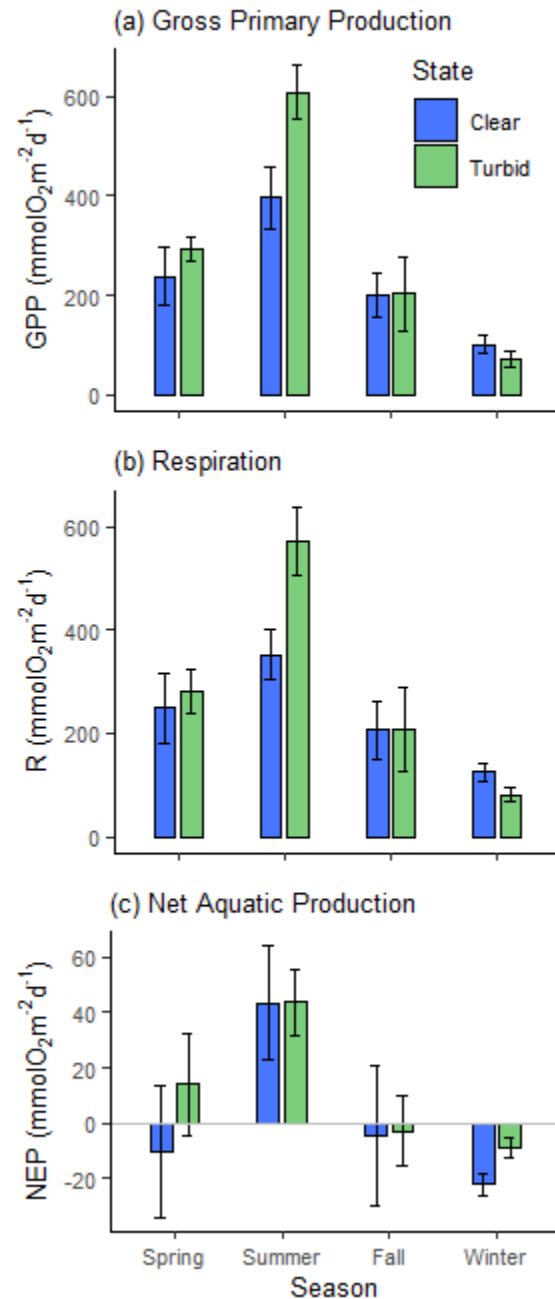 (a) Gross Primary Production
State
Clear
Turbid
GPP (mmolO₂m⁻²d⁻¹)
600
400
200
0
(b) Respiration
R (mmolO₂m⁻²d⁻¹)
600
400
200
0
(c) Net Aquatic Production
NEP (mmolO₂m⁻²d⁻¹)
60
40
20
0
-20
Spring Summer Fall Winter
Season